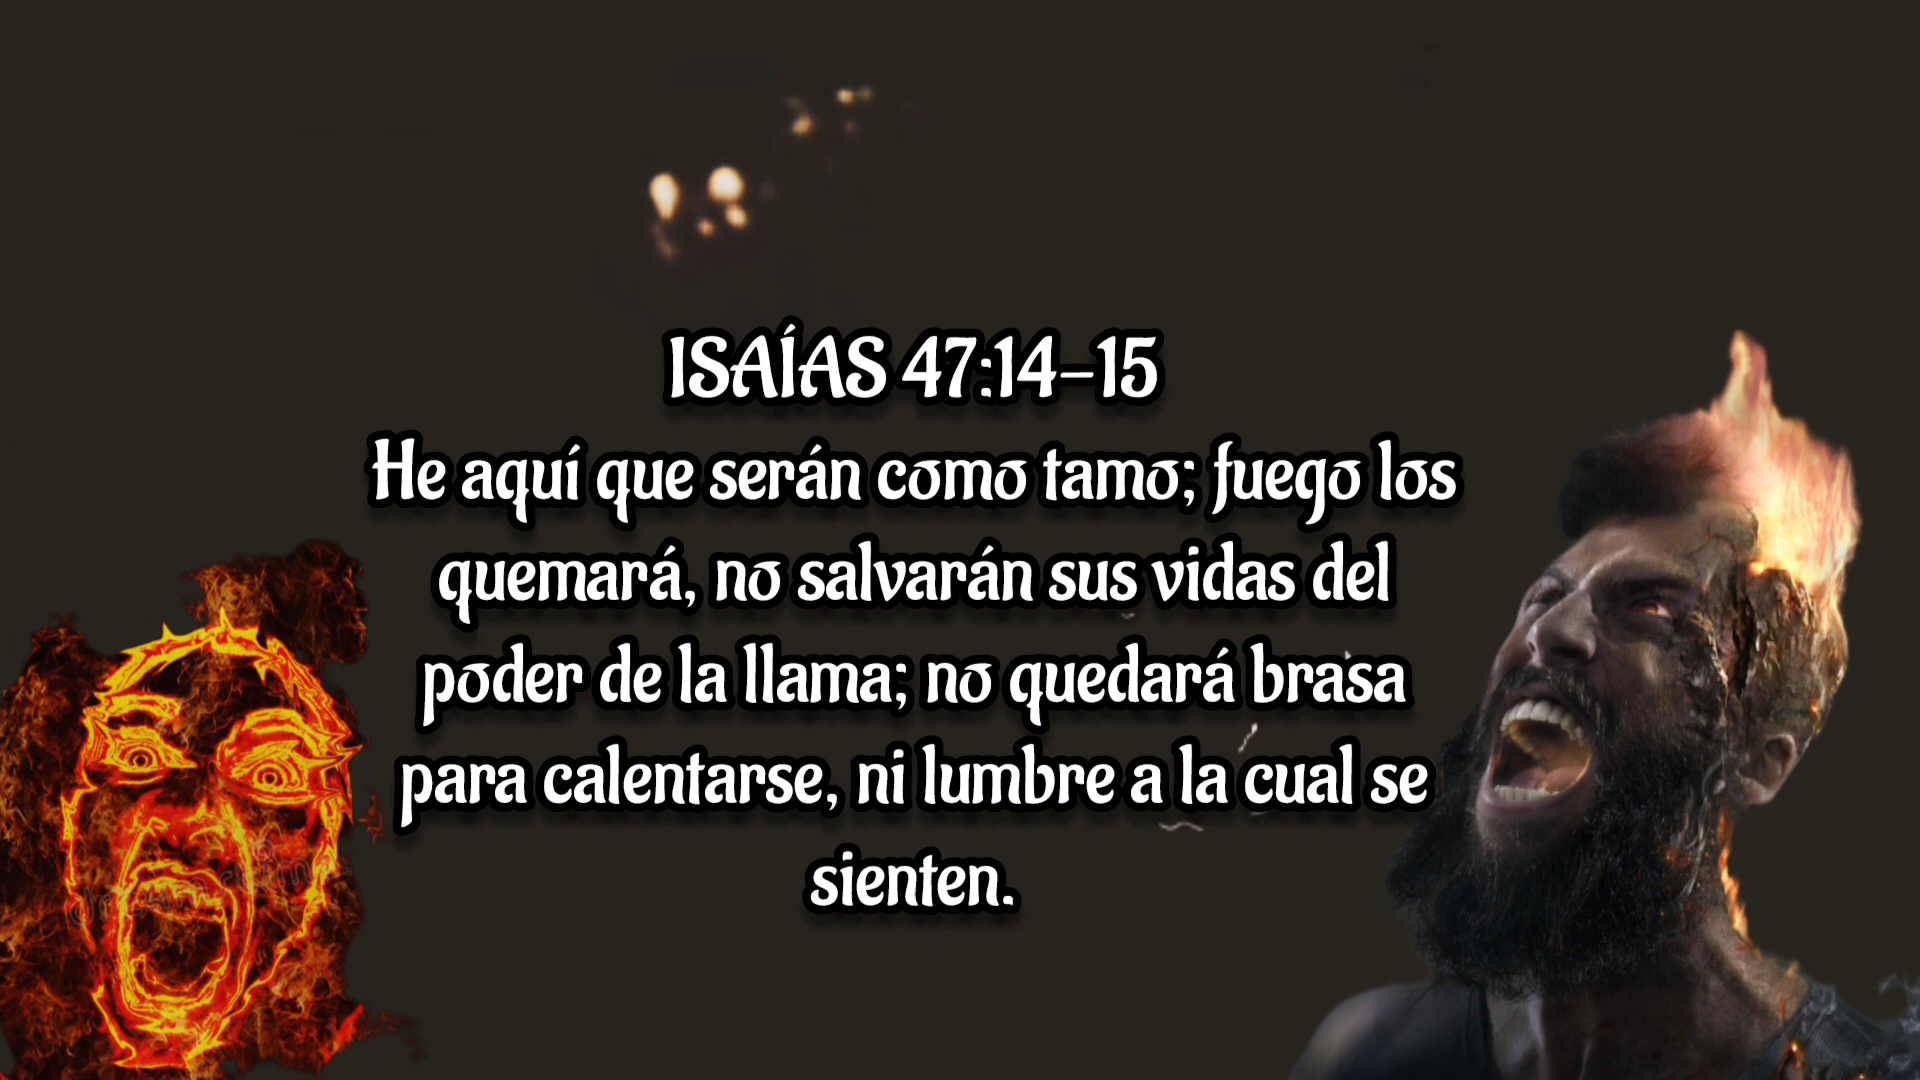 ISAÍAS 47:14–15
He aquí que serán como tamo; fuego los
quemará, no salvarán sus vidas del
poder de la llama; no quedará brasa
para calentarse, ni lumbre a la cual se
sienten.